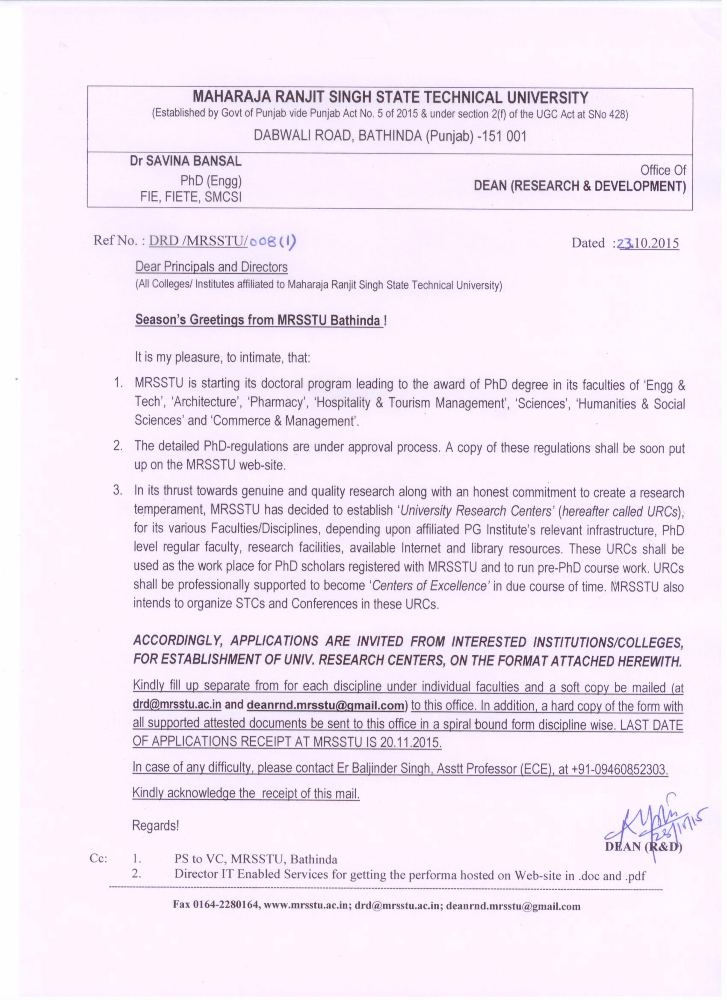 MAHARAJA RANJIT SINGH STATE TECHNICAL UNIVERSITY
(Established by Govt of Punjab vide Punjab Act No. 5 of 2015 & under section 2(f) of the UGC Act at SNo 428)
DABWALI ROAD, BATHINDA (Punjab) -151 001
Dr SAVINA BANSAL
PhD (Engg)
FIE, FIETE, SMCSI
Office Of
DEAN (RESEARCH & DEVELOPMENT)
Ref No. : DRD /MRSSTU/008(1)
Dated :23.10.2015
Dear Principals and Directors
(All Colleges/ Institutes affiliated to Maharaja Ranjit Singh State Technical University)
Season's Greetings from MRSSTU Bathinda !
It is my pleasure, to intimate, that:
1. MRSSTU is starting its doctoral program leading to the award of PhD degree in its faculties of 'Engg &
Tech', 'Architecture', 'Pharmacy', 'Hospitality & Tourism Management', 'Sciences', 'Humanities & Social
Sciences' and 'Commerce & Management'.
2. The detailed PhD-regulations are under approval process. A copy of these regulations shall be soon put
up on the MRSSTU web-site.
3. In its thrust towards genuine and quality research along with an honest commitment to create a research
temperament, MRSSTU has decided to establish 'University Research Centers' (hereafter called URCs),
for its various Faculties/Disciplines, depending upon affiliated PG Institute's relevant infrastructure, PhD
level regular faculty, research facilities, available Internet and library resources. These URCs shall be
used as the work place for PhD scholars registered with MRSSTU and to run pre-PhD course work. URCs
shall be professionally supported to become 'Centers of Excellence' in due course of time. MRSSTU also
intends to organize STCs and Conferences in these URCs.
ACCORDINGLY, APPLICATIONS ARE INVITED FROM INTERESTED INSTITUTIONS/COLLEGES,
FOR ESTABLISHMENT OF UNIV. RESEARCH CENTERS, ON THE FORMAT ATTACHED HEREWITH.
Kindly fill up separate from for each discipline under individual faculties and a soft copy be mailed (at
drd@mrsstu.ac.in and deanrnd.mrsstu@gmail.com) to this office. In addition, a hard copy of the form with
all supported attested documents be sent to this office in a spiral bound form discipline wise. LAST DATE
OF APPLICATIONS RECEIPT AT MRSSTU IS 20.11.2015.
In case of any difficulty, please contact Er Baljinder Singh, Asstt Professor (ECE), at +91-09460852303.
Kindly acknowledge the receipt of this mail.
Regards!
DEAN (R&D)
Cc: 1. PS to VC, MRSSTU, Bathinda
2. Director IT Enabled Services for getting the performa hosted on Web-site in .doc and .pdf
Fax 0164-2280164, www.mrsstu.ac.in; drd@mrsstu.ac.in; deanrnd.mrsstu@gmail.com